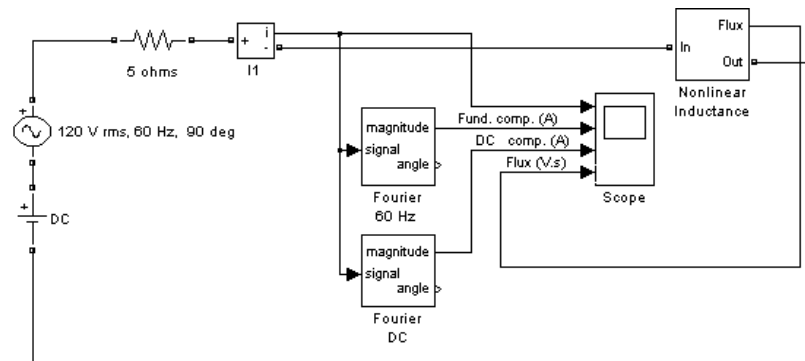 Flux
i
+
-
In
Out
5 ohms
I1
Nonlinear
Inductance
+
120 V rms, 60 Hz, 90 deg
magnitude
signal
angle
Fund. comp. (A)
DC comp. (A)
Flux (V.s)
Scope
Fourier
60 Hz
+
DC
magnitude
signal
angle
Fourier
DC